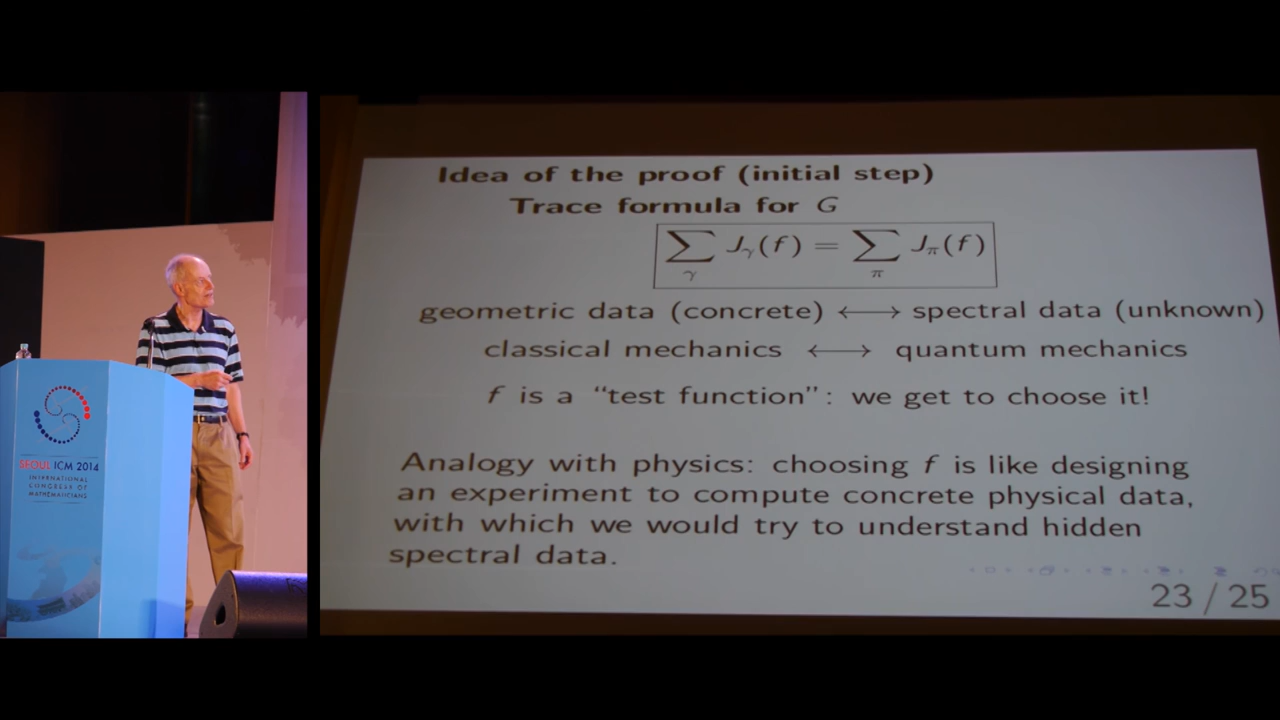 SEOUL ICM 2014
INTERNATIONAL
CONGRESS OF
MATHEMATICIANS
Idea of the proof (initial step)
Trace formula for G
∑_γ J_γ(f) = ∑_π J_π(f)
geometric data (concrete) ⟷ spectral data (unknown)
classical mechanics ⟷ quantum mechanics
f is a “test function”: we get to choose it!
Analogy with physics: choosing f is like designing
an experiment to compute concrete physical data,
with which we would try to understand hidden
spectral data.
23 / 25